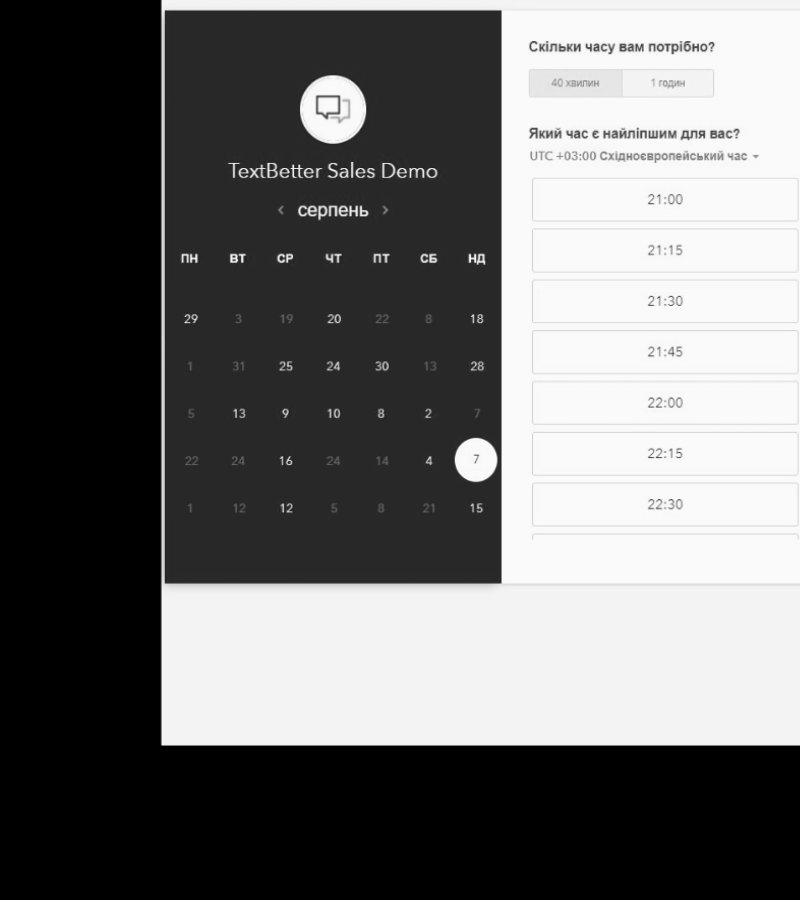 TextBetter Sales Demo
‹ серпень ›
ПН ВТ СР ЧТ ПТ СБ НД
29 3 19 20 22 8 18
1 31 25 24 30 13 28
5 13 9 10 8 2 7
22 24 16 24 14 4 7
1 12 12 5 8 21 15
Скільки часу вам потрібно?
40 хвилин 1 годин
Який час є найліпшим для вас?
UTC +03:00 Східноєвропейський час
21:00
21:15
21:30
21:45
22:00
22:15
22:30